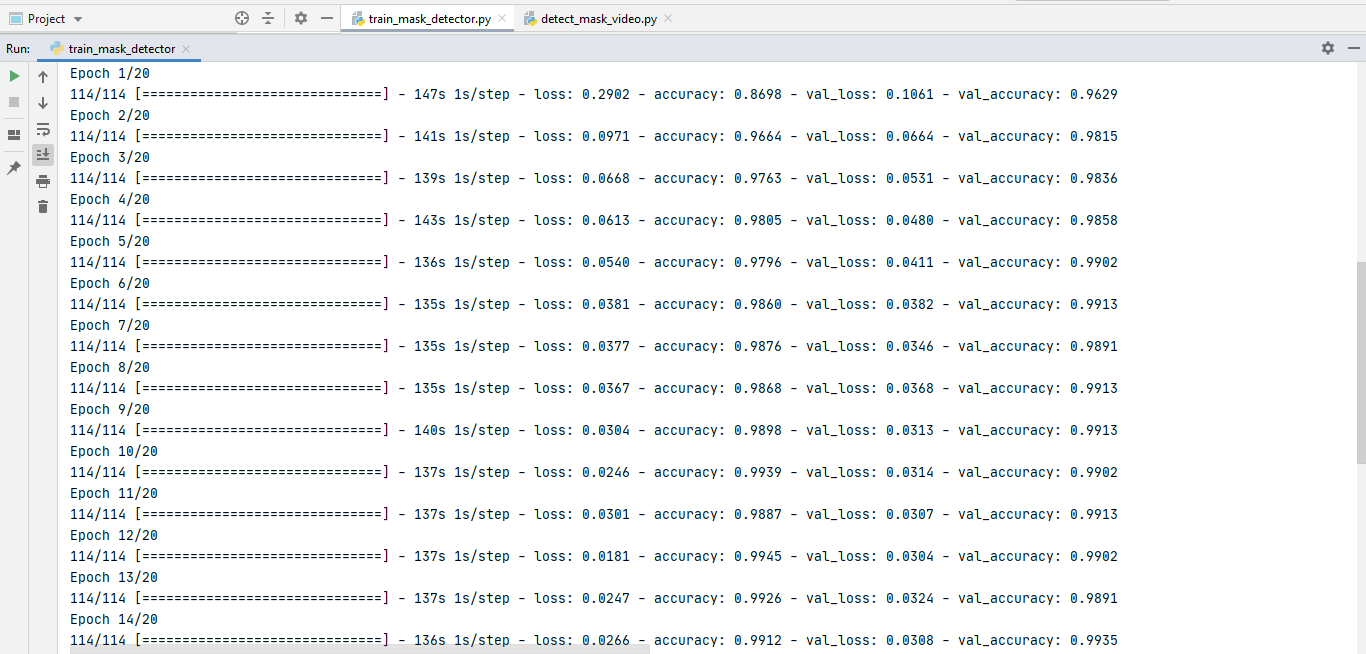 Project train_mask_detector.py detect_mask_video.py
Run: train_mask_detector
Epoch 1/20
114/114 [==============================] - 147s 1s/step - loss: 0.2902 - accuracy: 0.8698 - val_loss: 0.1061 - val_accuracy: 0.9629
Epoch 2/20
114/114 [==============================] - 141s 1s/step - loss: 0.0971 - accuracy: 0.9664 - val_loss: 0.0664 - val_accuracy: 0.9815
Epoch 3/20
114/114 [==============================] - 139s 1s/step - loss: 0.0668 - accuracy: 0.9763 - val_loss: 0.0531 - val_accuracy: 0.9836
Epoch 4/20
114/114 [==============================] - 143s 1s/step - loss: 0.0613 - accuracy: 0.9805 - val_loss: 0.0480 - val_accuracy: 0.9858
Epoch 5/20
114/114 [==============================] - 136s 1s/step - loss: 0.0540 - accuracy: 0.9796 - val_loss: 0.0411 - val_accuracy: 0.9902
Epoch 6/20
114/114 [==============================] - 135s 1s/step - loss: 0.0381 - accuracy: 0.9860 - val_loss: 0.0382 - val_accuracy: 0.9913
Epoch 7/20
114/114 [==============================] - 135s 1s/step - loss: 0.0377 - accuracy: 0.9876 - val_loss: 0.0346 - val_accuracy: 0.9891
Epoch 8/20
114/114 [==============================] - 135s 1s/step - loss: 0.0367 - accuracy: 0.9868 - val_loss: 0.0368 - val_accuracy: 0.9913
Epoch 9/20
114/114 [==============================] - 140s 1s/step - loss: 0.0304 - accuracy: 0.9898 - val_loss: 0.0313 - val_accuracy: 0.9913
Epoch 10/20
114/114 [==============================] - 137s 1s/step - loss: 0.0246 - accuracy: 0.9939 - val_loss: 0.0314 - val_accuracy: 0.9902
Epoch 11/20
114/114 [==============================] - 137s 1s/step - loss: 0.0301 - accuracy: 0.9887 - val_loss: 0.0307 - val_accuracy: 0.9913
Epoch 12/20
114/114 [==============================] - 137s 1s/step - loss: 0.0181 - accuracy: 0.9945 - val_loss: 0.0304 - val_accuracy: 0.9902
Epoch 13/20
114/114 [==============================] - 137s 1s/step - loss: 0.0247 - accuracy: 0.9926 - val_loss: 0.0324 - val_accuracy: 0.9891
Epoch 14/20
114/114 [==============================] - 136s 1s/step - loss: 0.0266 - accuracy: 0.9912 - val_loss: 0.0308 - val_accuracy: 0.9935